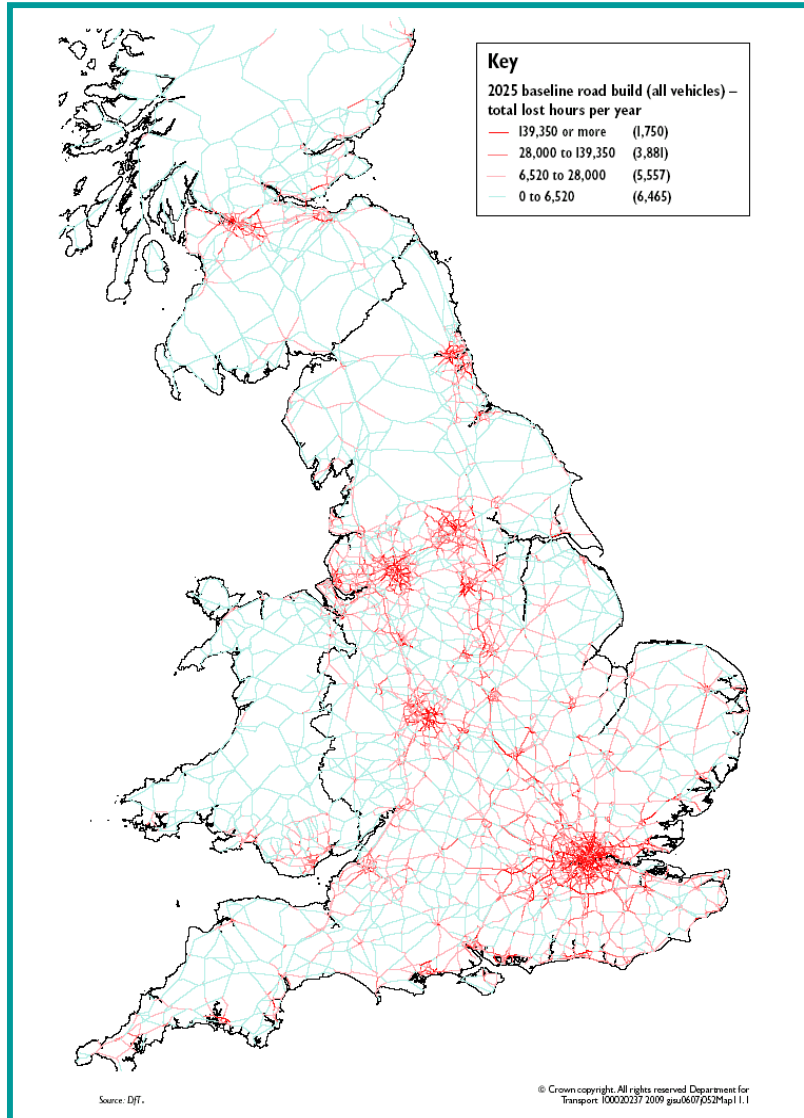 Key
2025 baseline road build (all vehicles) –
total lost hours per year
139,350 or more (1,750)
28,000 to 139,350 (3,881)
6,520 to 28,000 (5,557)
0 to 6,520 (6,465)
Source: DfT.
© Crown copyright. All rights reserved Department for
Transport 100020237 2009 gisu0607j052Map11.1